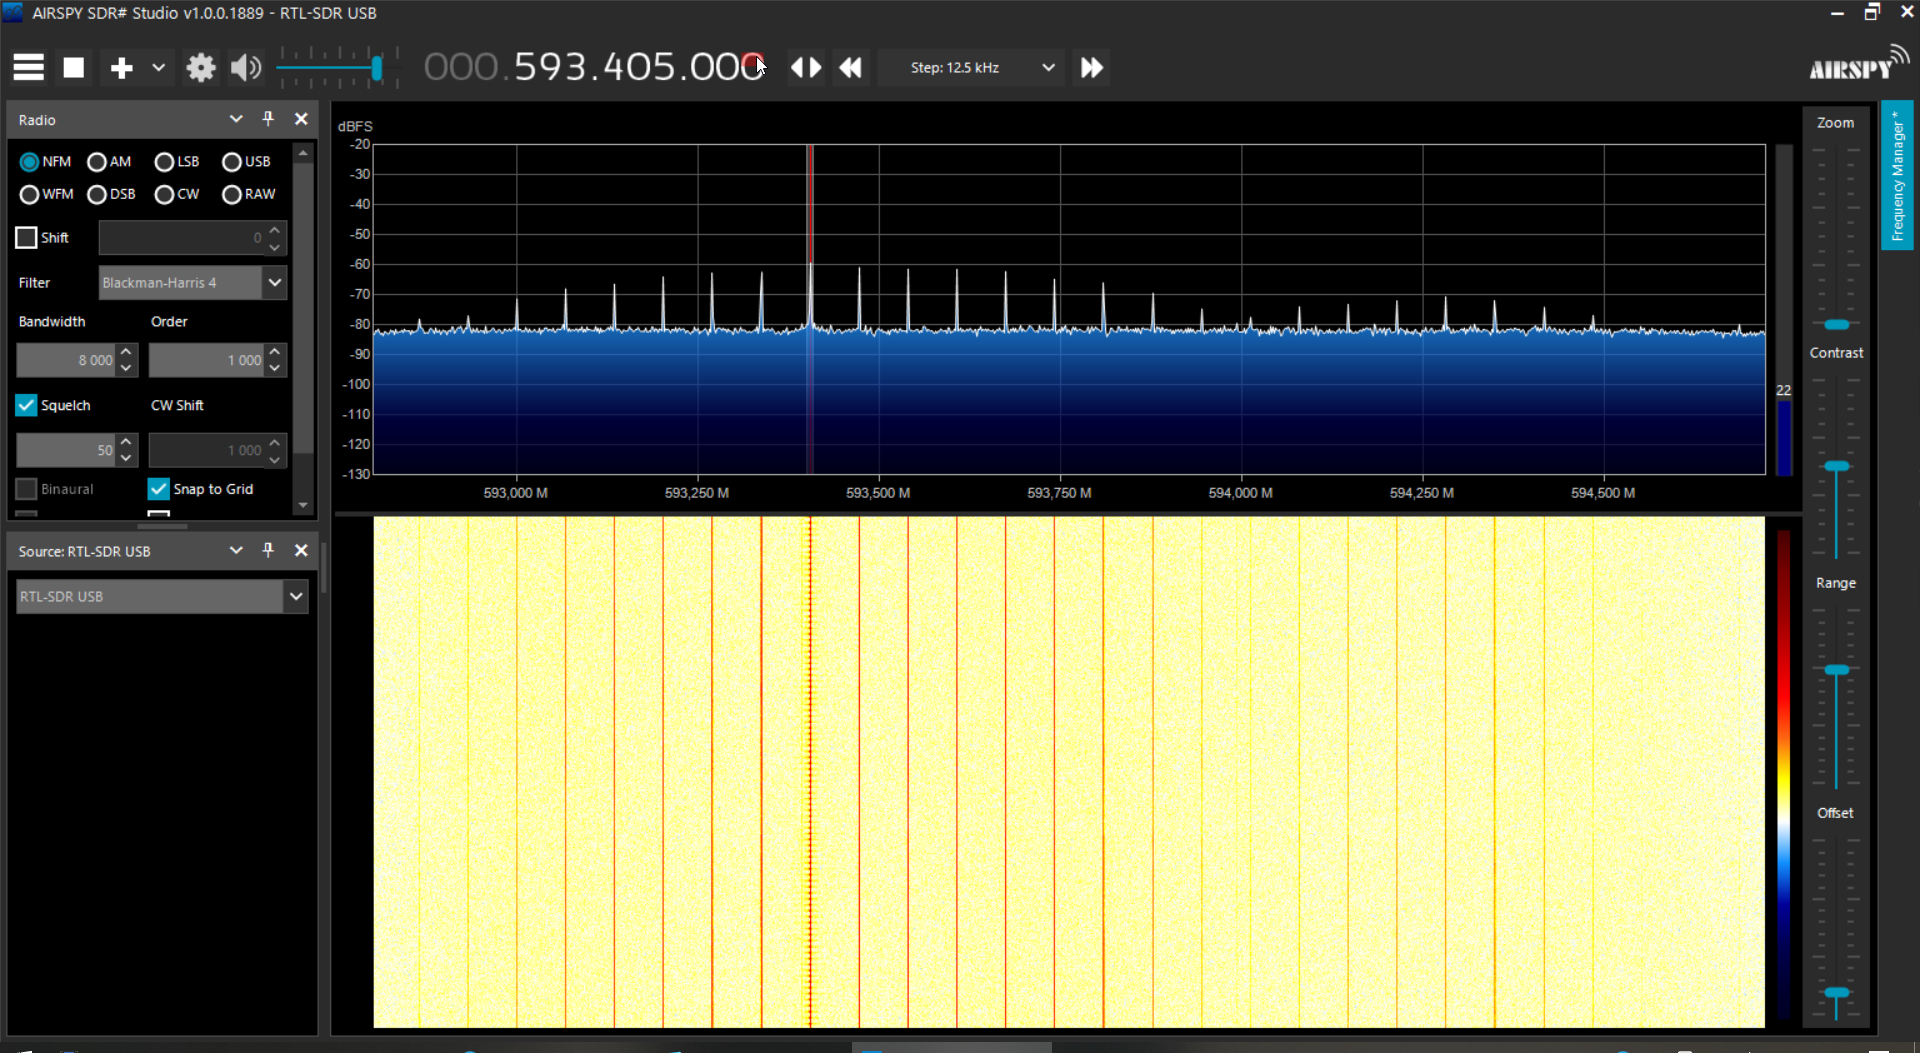 AIRSPY SDR# Studio v1.0.0.1889 - RTL-SDR USB
000.593.405.000
Step: 12.5 kHz
AIRSPY
Radio
NFM AM LSB USB
WFM DSB CW RAW
Shift 0
Filter Blackman-Harris 4
Bandwidth Order
8 000 1 000
Squelch CW Shift
50 1 000
Binaural Snap to Grid
Source: RTL-SDR USB
RTL-SDR USB
dBFS
-20
-30
-40
-50
-60
-70
-80
-90
-100
-110
-120
-130
593,000 M 593,250 M 593,500 M 593,750 M 594,000 M 594,250 M 594,500 M
22
Zoom
Contrast
Range
Offset
Frequency Manager *